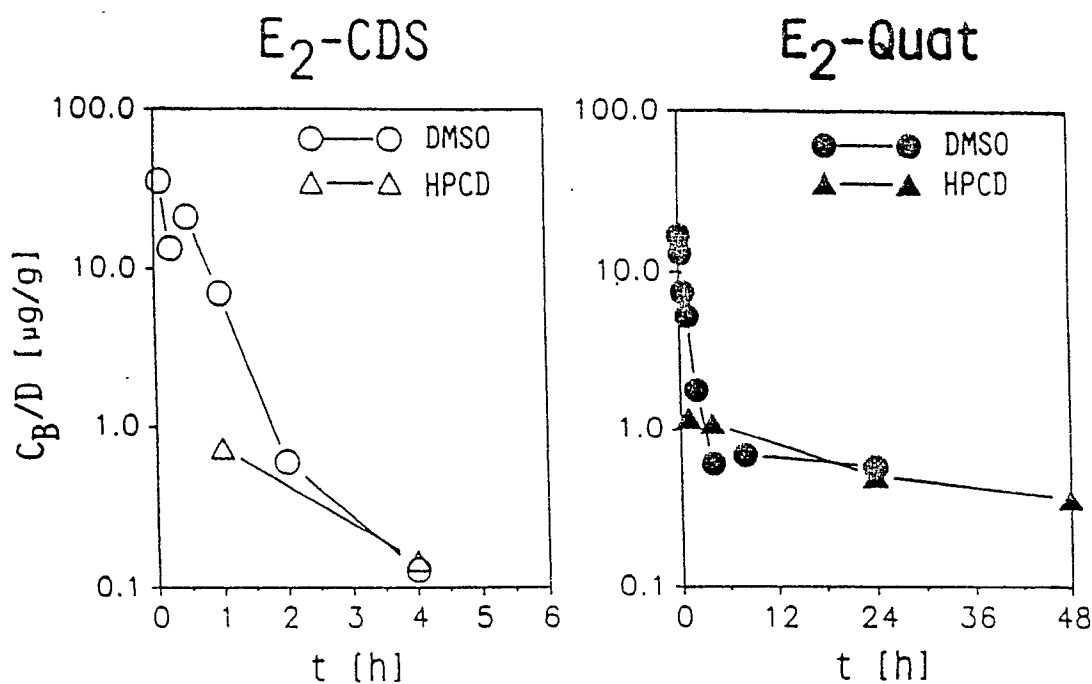 E2-CDS
100.0
10.0
1.0
0.1
CB/D [µg/g]
DMSO
HPCD
0 1 2 3 4 5 6
t [h]
E2-Quat
100.0
10.0
1.0
0.1
DMSO
HPCD
0 12 24 36 48
t [h]